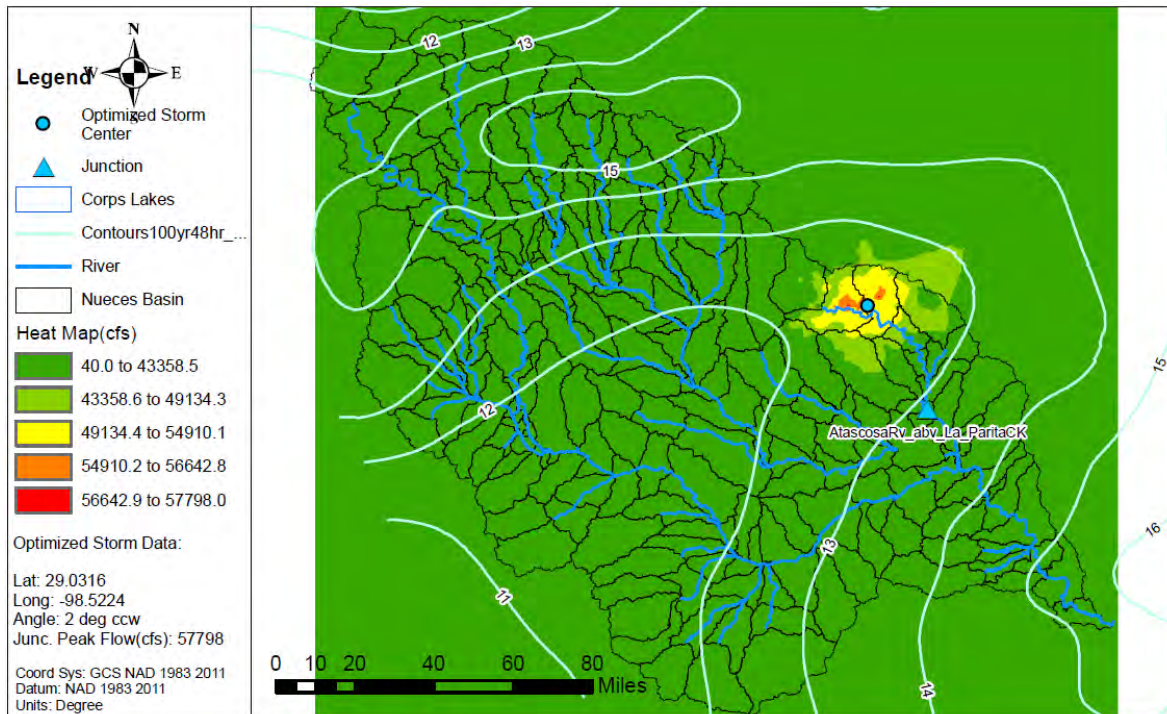 N
W
E
S
Legend
Optimized Storm
Center
Junction
Corps Lakes
Contours100yr48hr_...
River
Nueces Basin
Heat Map(cfs)
40.0 to 43358.5
43358.6 to 49134.3
49134.4 to 54910.1
54910.2 to 56642.8
56642.9 to 57798.0
Optimized Storm Data:
Lat: 29.0316
Long: -98.5224
Angle: 2 deg ccw
Junc. Peak Flow(cfs): 57798
Coord Sys: GCS NAD 1983 2011
Datum: NAD 1983 2011
Units: Degree
12
13
15
12
AtascosaRv_abv_La_ParitaCK
15
16
13
11
14
0 10 20 40 60 80
Miles